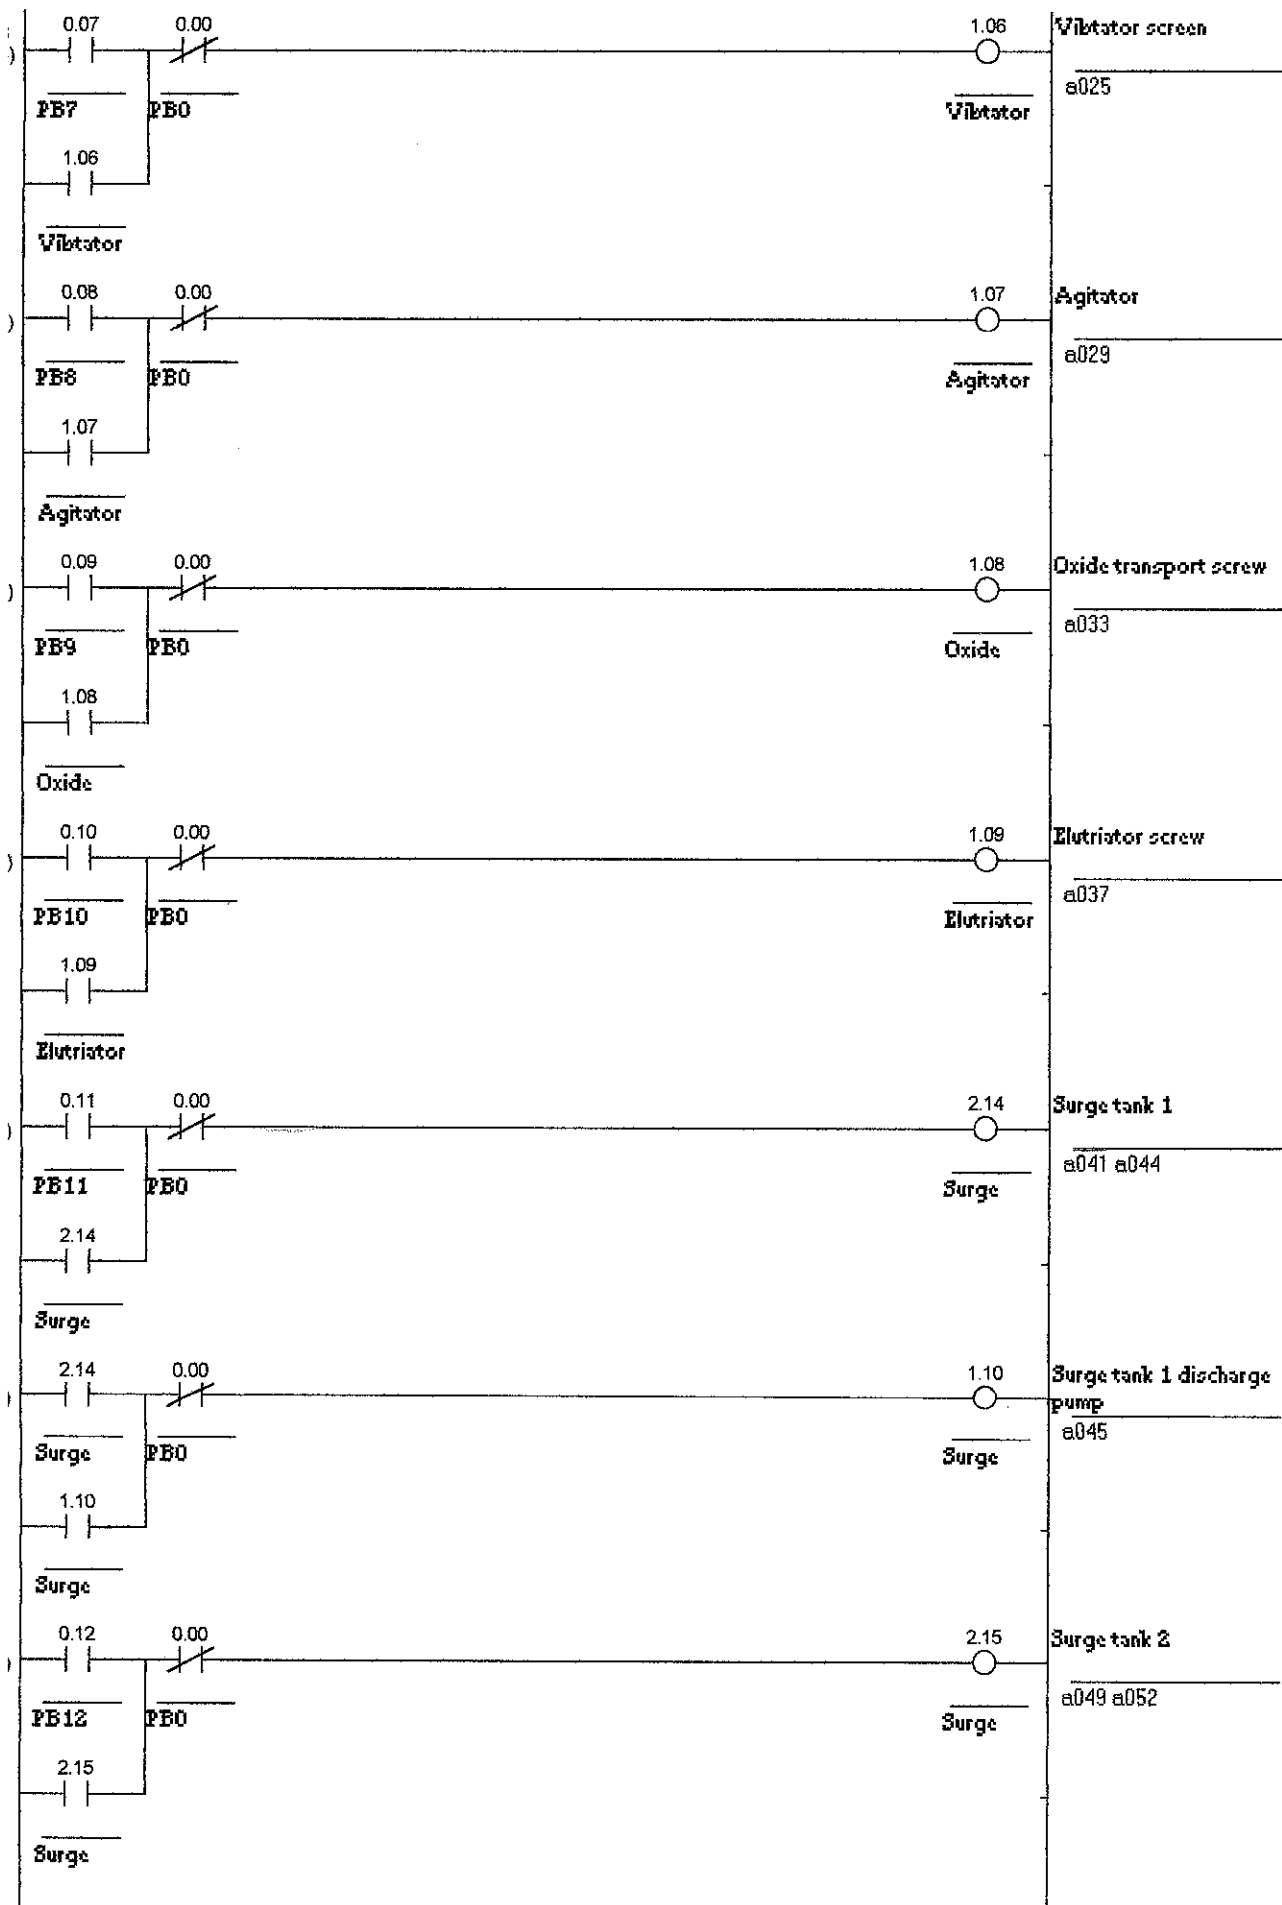 0.07 0.00 1.06 Vibtator screen
PB7 PB0 Vibtator a025
1.06
Vibtator
0.08 0.00 1.07 Agitator
PB8 PB0 Agitator a029
1.07
Agitator
0.09 0.00 1.08 Oxide transport screw
PB9 PB0 Oxide a033
1.08
Oxide
0.10 0.00 1.09 Elutriator screw
PB10 PB0 Elutriator a037
1.09
Elutriator
0.11 0.00 2.14 Surge tank 1
PB11 PB0 Surge a041 a044
2.14
Surge
2.14 0.00 1.10 Surge tank 1 discharge
pump
Surge PB0 Surge a045
1.10
Surge
0.12 0.00 2.15 Surge tank 2
PB12 PB0 Surge a049 a052
2.15
Surge